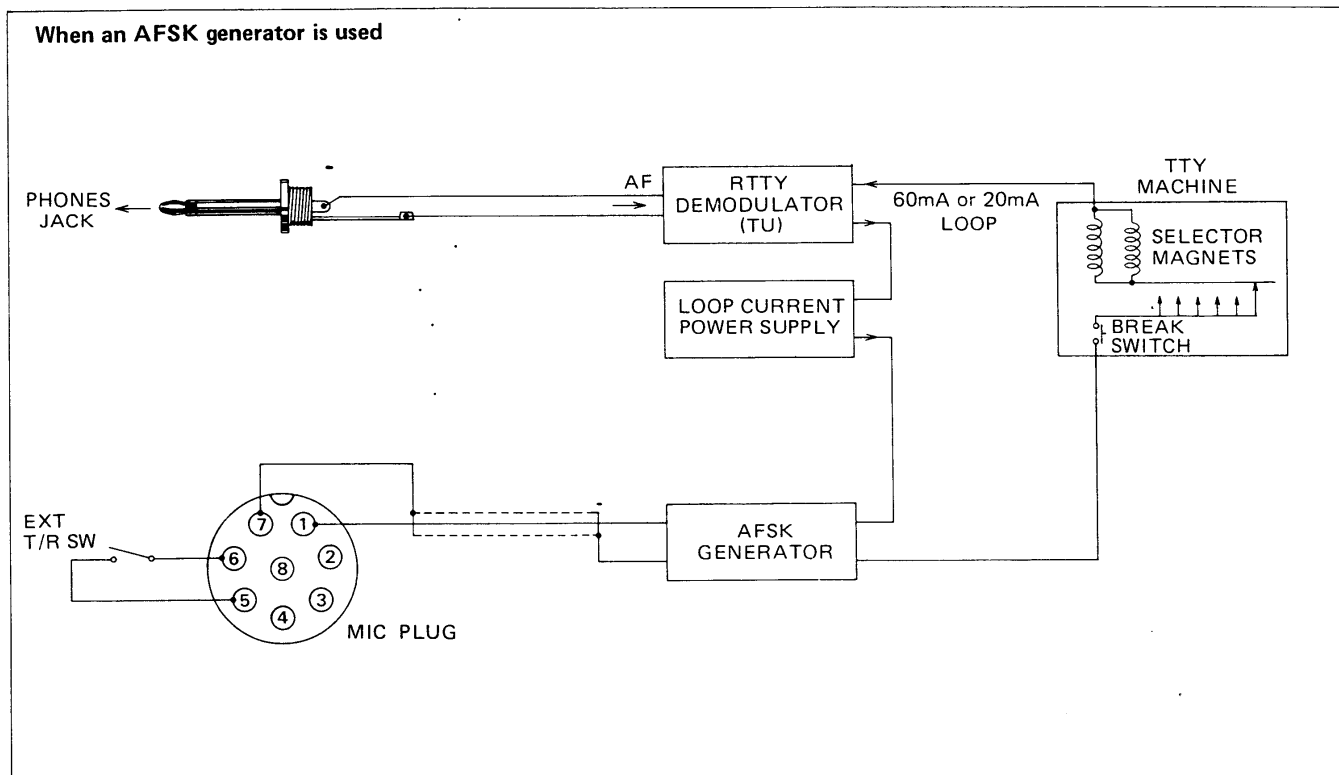 When an AFSK generator is used
PHONES
JACK
AF
RTTY
DEMODULATOR
(TU)
60mA or 20mA
LOOP
TTY
MACHINE
SELECTOR
MAGNETS
BREAK
SWITCH
LOOP CURRENT
POWER SUPPLY
EXT
T/R SW
7
1
6
8
2
5
4
3
MIC PLUG
AFSK
GENERATOR